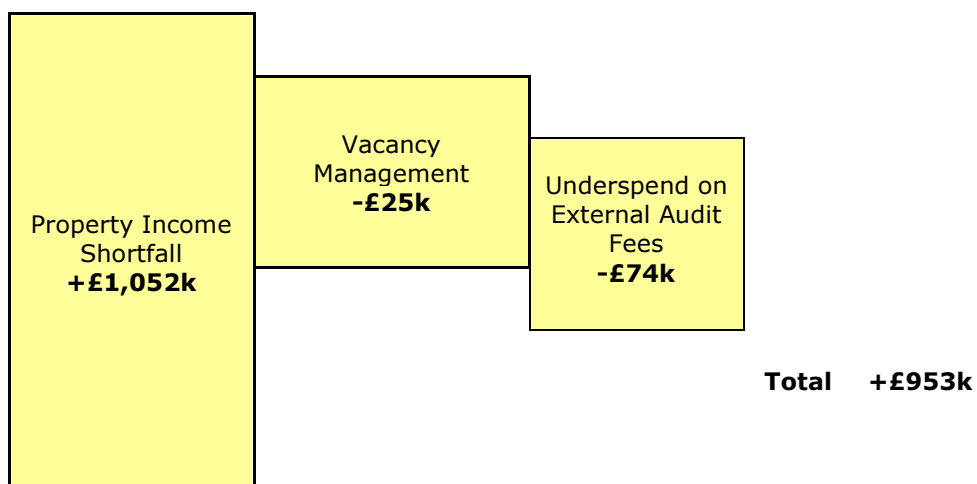 Property Income
Shortfall
+£1,052k
Vacancy
Management
-£25k
Underspend on
External Audit
Fees
-£74k
Total +£953k